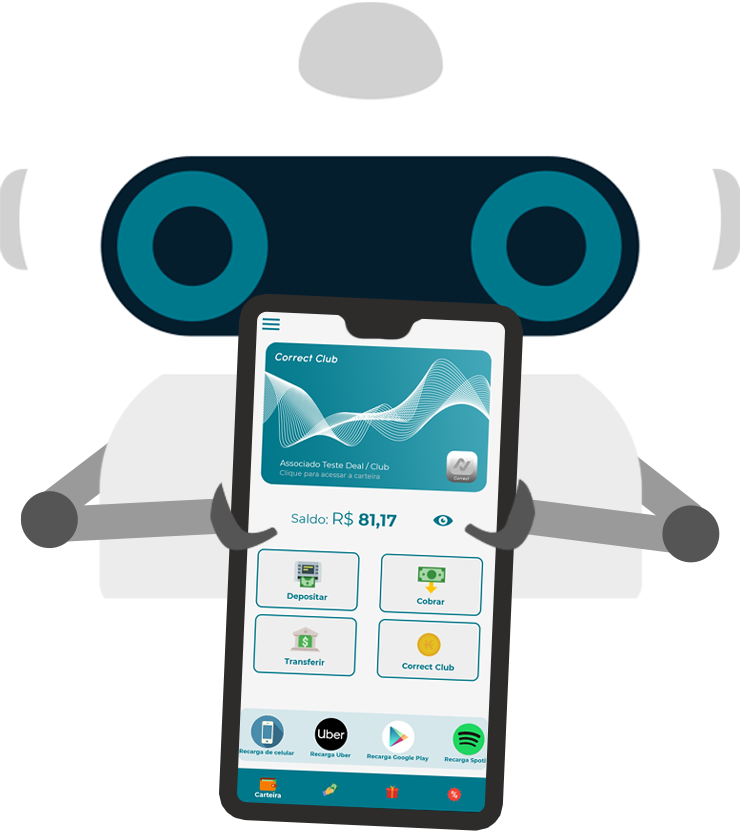 Correct Club
Associado Teste Deal / Club
Clique para acessar a carteira
Correct
Saldo: R$ 81,17
Depositar
Cobrar
Transferir
Correct Club
Uber
Recarga de celular
Recarga Uber
Recarga Google Play
Recarga Spoti
Carteira